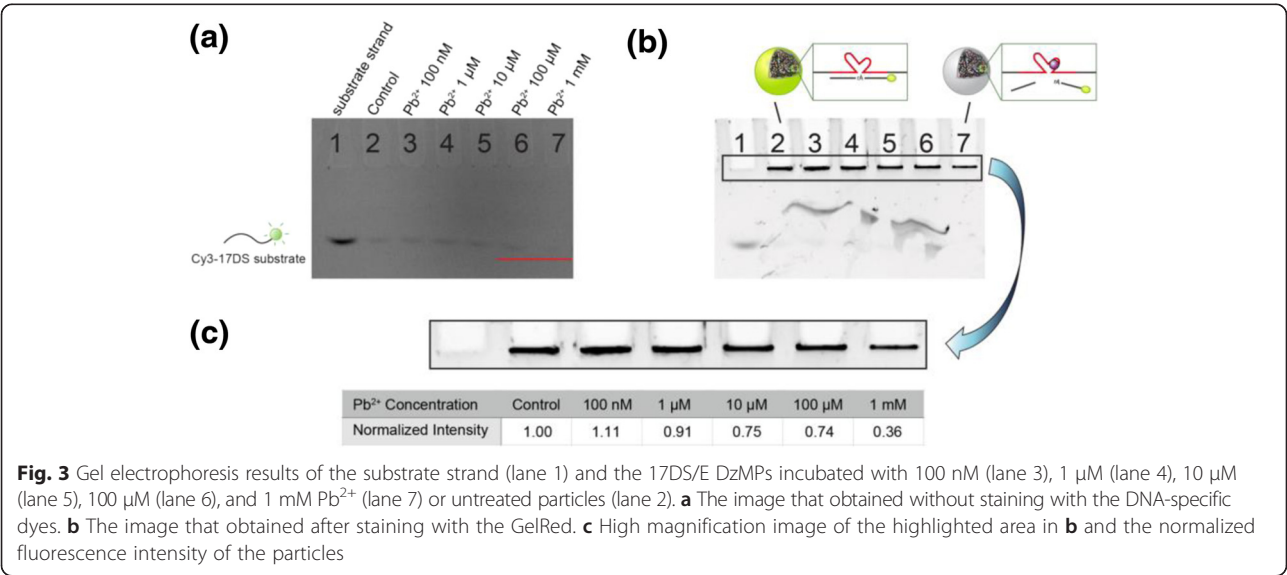 (a)
substrate strand
Control
Pb²⁺ 100 nM
Pb²⁺ 1 µM
Pb²⁺ 10 µM
Pb²⁺ 100 µM
Pb²⁺ 1 mM
1 2 3 4 5 6 7
Cy3-17DS substrate
(b)
rA
rA
1 2 3 4 5 6 7
(c)
Pb²⁺ Concentration Control 100 nM 1 µM 10 µM 100 µM 1 mM
Normalized Intensity 1.00 1.11 0.91 0.75 0.74 0.36
Fig. 3 Gel electrophoresis results of the substrate strand (lane 1) and the 17DS/E DzMPs incubated with 100 nM (lane 3), 1 µM (lane 4), 10 µM
(lane 5), 100 µM (lane 6), and 1 mM Pb²⁺ (lane 7) or untreated particles (lane 2). a The image that obtained without staining with the DNA-specific
dyes. b The image that obtained after staining with the GelRed. c High magnification image of the highlighted area in b and the normalized
fluorescence intensity of the particles